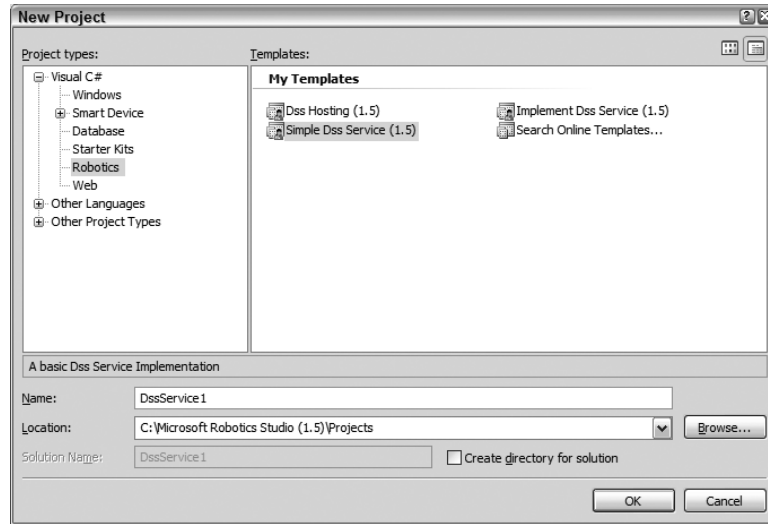 New Project
Project types:
Templates:
Visual C#
Windows
Smart Device
Database
Starter Kits
Robotics
Web
Other Languages
Other Project Types
My Templates
Dss Hosting (1.5)
Implement Dss Service (1.5)
Simple Dss Service (1.5)
Search Online Templates...
A basic Dss Service Implementation
Name:
DssService1
Location:
C:\Microsoft Robotics Studio (1.5)\Projects
Browse...
Solution Name:
DssService1
Create directory for solution
OK
Cancel